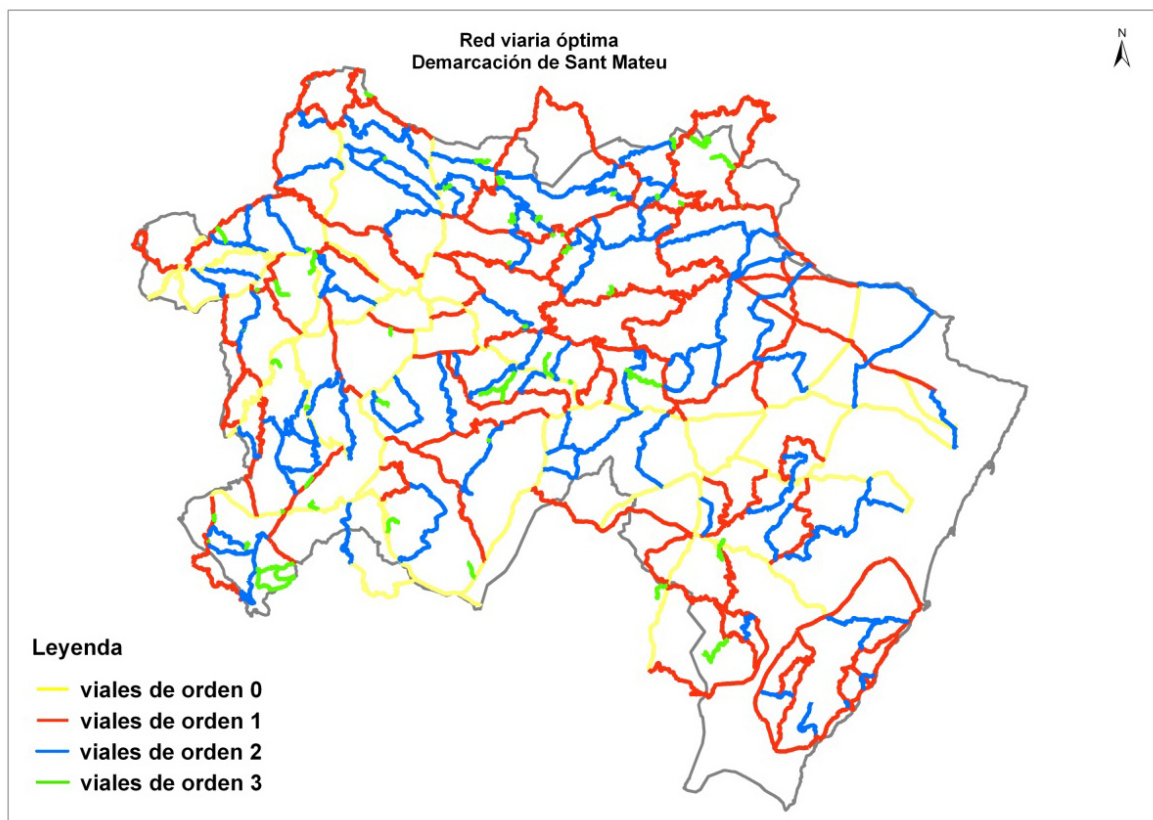 Red viaria óptima
Demarcación de Sant Mateu
N
Leyenda
viales de orden 0
viales de orden 1
viales de orden 2
viales de orden 3